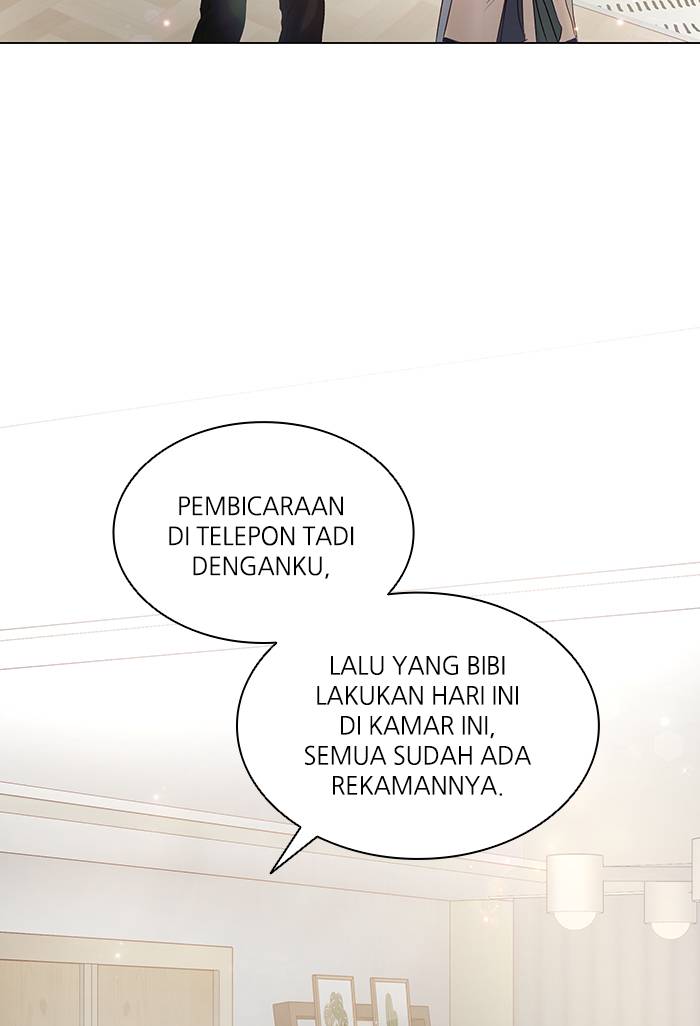 PEMBICARAAN
DI TELEPON TADI
DENGANKU,
LALU YANG BIBI
LAKUKAN HARI INI
DI KAMAR INI,
SEMUA SUDAH ADA
REKAMANNYA.